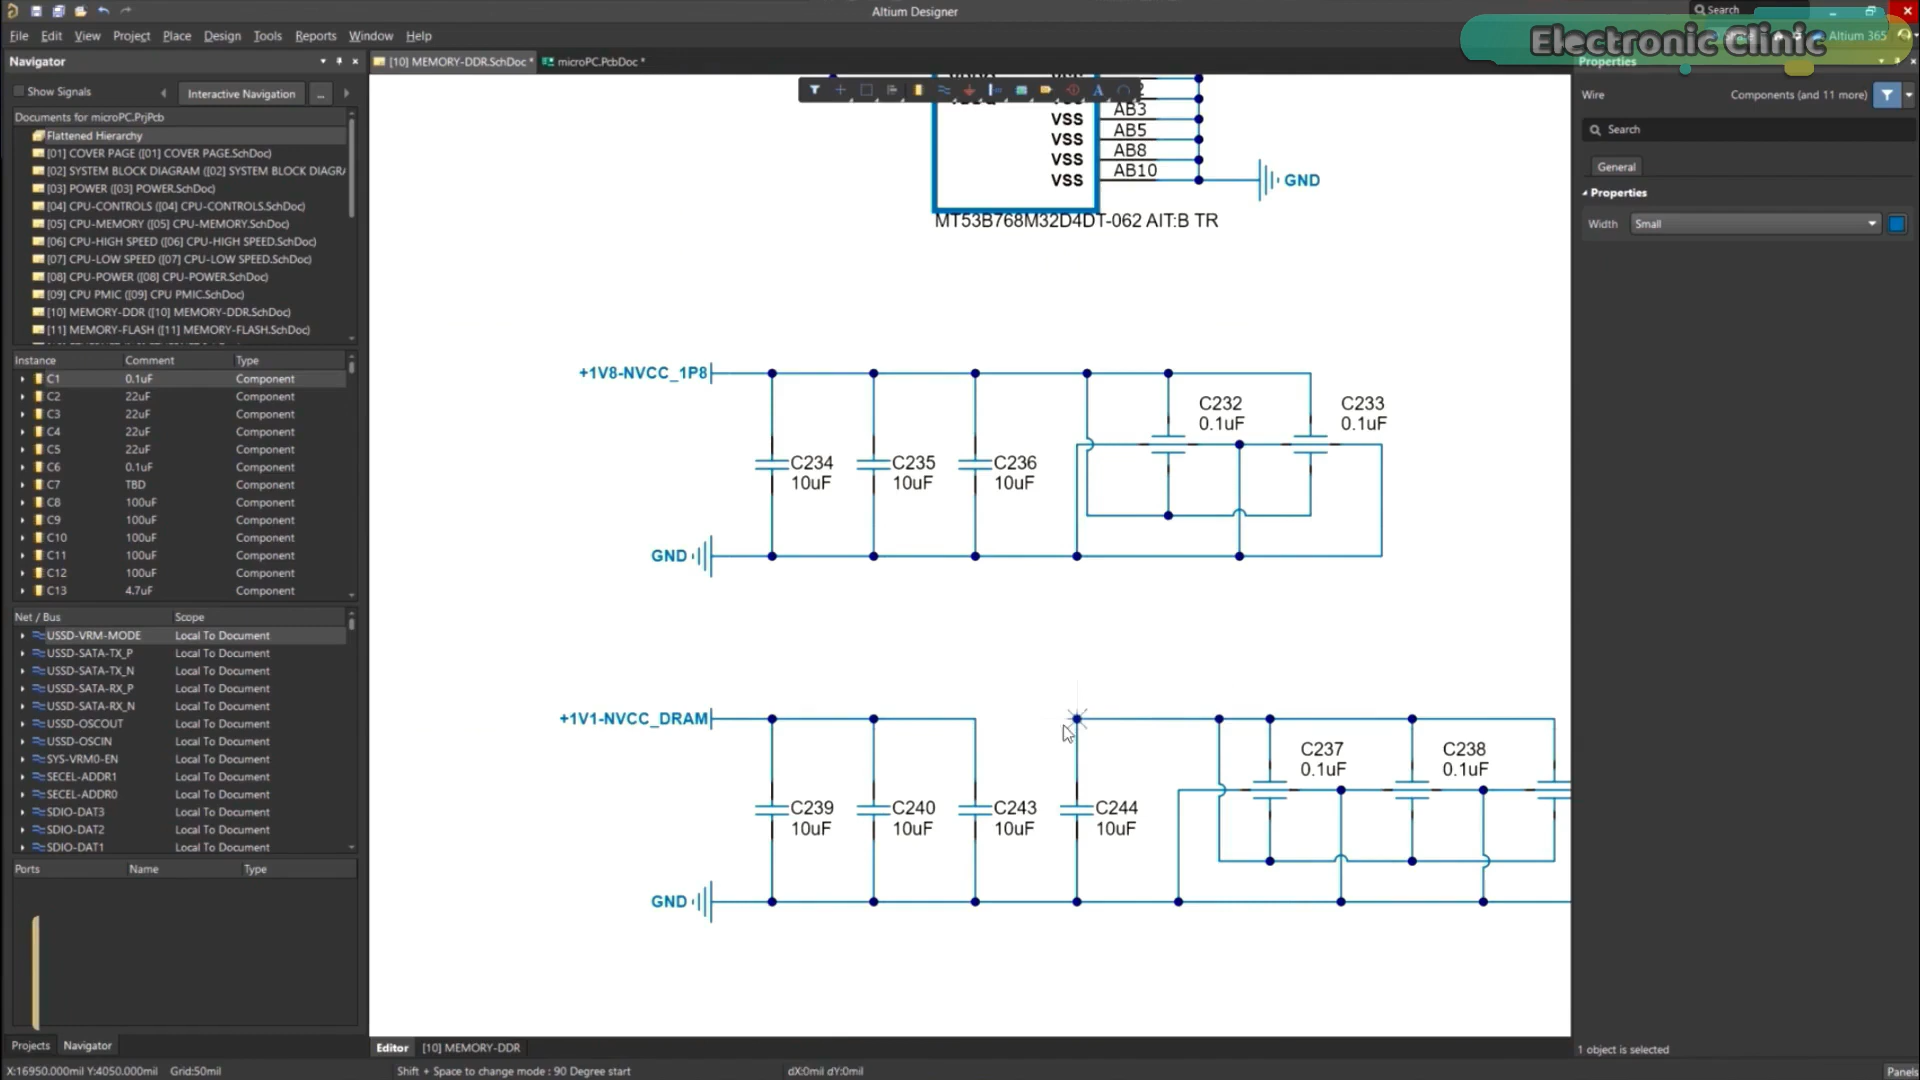 Altium Designer
Search
Electronic Clinic
Altium 365
File Edit View Project Place Design Tools Reports Window Help
Navigator
[10] MEMORY-DDR.SchDoc *
microPC.PcbDoc *
Properties
Show Signals
Interactive Navigation
...
Wire
Components (and 11 more)
Documents for microPC.PrjPcb
Search
Flattened Hierarchy
[01] COVER PAGE ([01] COVER PAGE.SchDoc)
[02] SYSTEM BLOCK DIAGRAM ([02] SYSTEM BLOCK DIAGRA
[03] POWER ([03] POWER.SchDoc)
[04] CPU-CONTROLS ([04] CPU-CONTROLS.SchDoc)
[05] CPU-MEMORY ([05] CPU-MEMORY.SchDoc)
[06] CPU-HIGH SPEED ([06] CPU-HIGH SPEED.SchDoc)
[07] CPU-LOW SPEED ([07] CPU-LOW SPEED.SchDoc)
[08] CPU-POWER ([08] CPU-POWER.SchDoc)
[09] CPU PMIC ([09] CPU PMIC.SchDoc)
[10] MEMORY-DDR ([10] MEMORY-DDR.SchDoc)
[11] MEMORY-FLASH ([11] MEMORY-FLASH.SchDoc)
General
Properties
Width Small
VSS AB3
VSS AB5
VSS AB8
VSS AB10
GND
MT53B768M32D4DT-062 AIT:B TR
Instance Comment Type
C1 0.1uF Component
C2 22uF Component
C3 22uF Component
C4 22uF Component
C5 22uF Component
C6 0.1uF Component
C7 TBD Component
C8 100uF Component
C9 100uF Component
C10 100uF Component
C11 100uF Component
C12 100uF Component
C13 4.7uF Component
+1V8-NVCC_1P8
C232
0.1uF
C233
0.1uF
C234
10uF
C235
10uF
C236
10uF
GND
Net / Bus Scope
USSD-VRM-MODE Local To Document
USSD-SATA-TX_P Local To Document
USSD-SATA-TX_N Local To Document
USSD-SATA-RX_P Local To Document
USSD-SATA-RX_N Local To Document
USSD-OSCOUT Local To Document
USSD-OSCIN Local To Document
SYS-VRM0-EN Local To Document
SECEL-ADDR1 Local To Document
SECEL-ADDR0 Local To Document
SDIO-DAT3 Local To Document
SDIO-DAT2 Local To Document
SDIO-DAT1 Local To Document
+1V1-NVCC_DRAM
C237
0.1uF
C238
0.1uF
C239
10uF
C240
10uF
C243
10uF
C244
10uF
GND
Ports Name Type
Projects Navigator
Editor [10] MEMORY-DDR
1 object is selected
X:16950.000mil Y:4050.000mil Grid:50mil
Shift + Space to change mode : 90 Degree start
dX:0mil dY:0mil
Panels